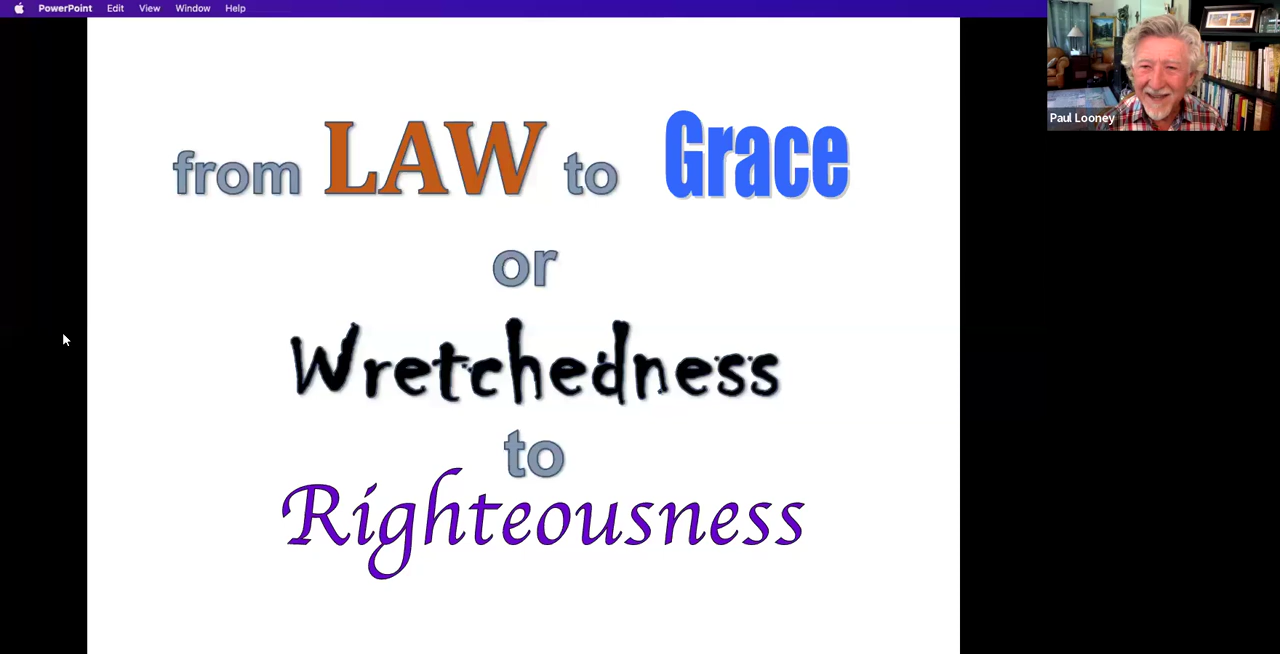 PowerPoint Edit View Window Help
Paul Looney
from LAW to Grace
or
Wretchedness
to
Righteousness